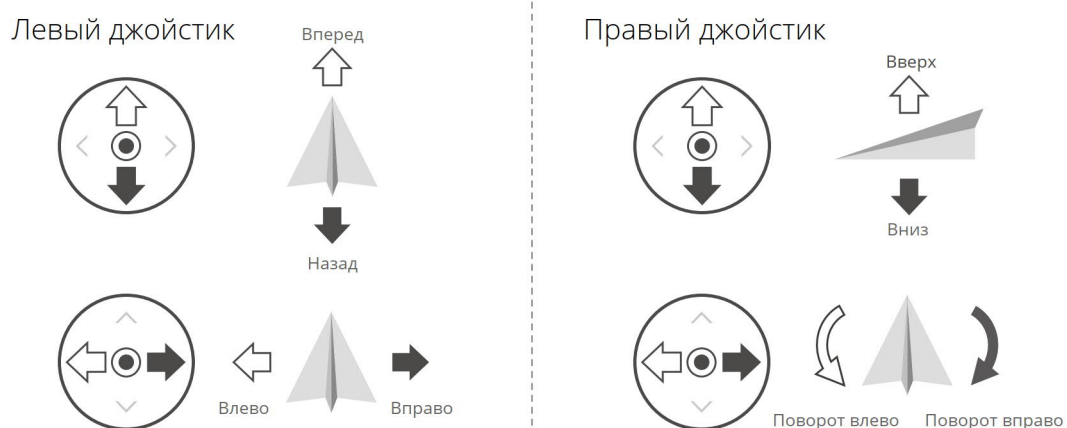 Левый джойстик
Вперед
Назад
Влево
Вправо
Правый джойстик
Вверх
Вниз
Поворот влево
Поворот вправо